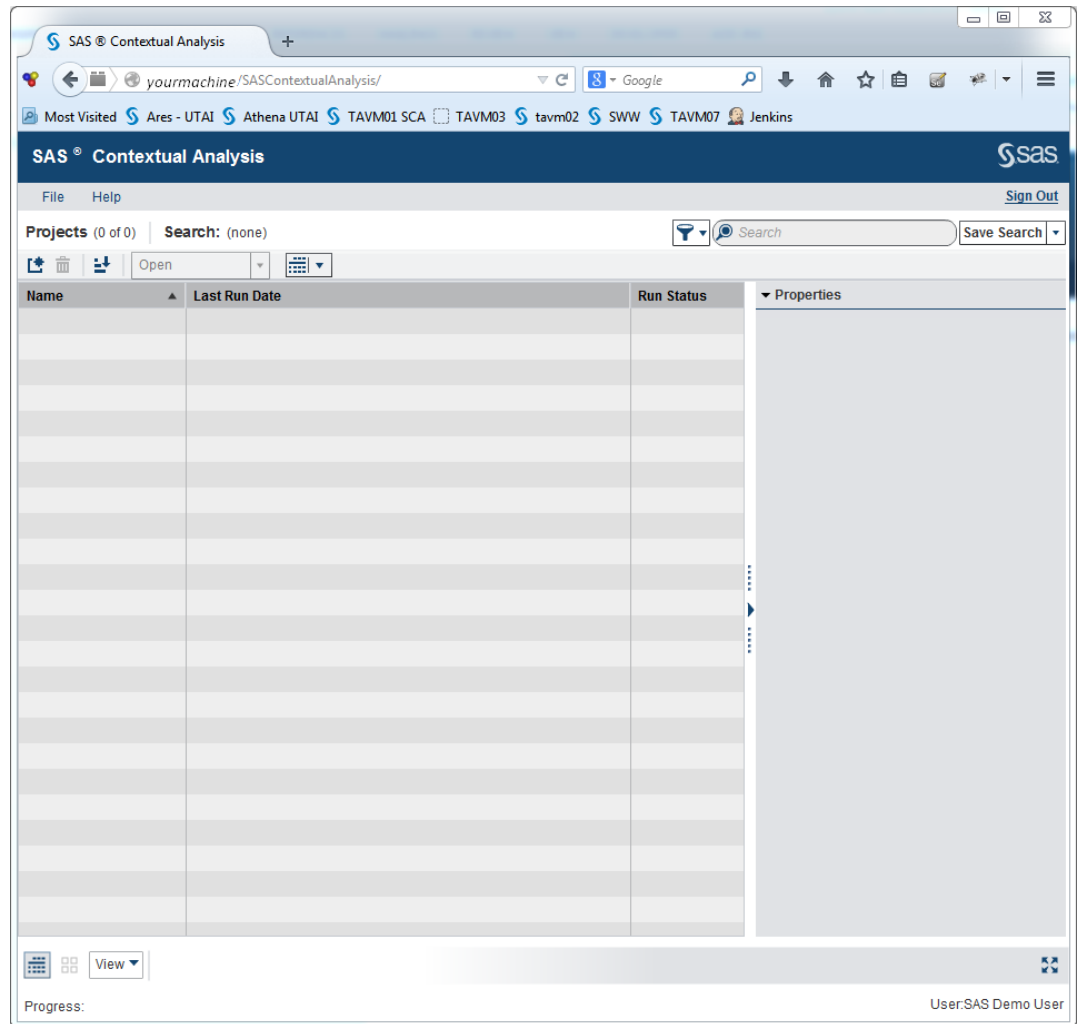 SAS ® Contextual Analysis
yourmachine/SASContextualAnalysis/
8 Google
Most Visited Ares - UTAI Athena UTAI TAVM01 SCA TAVM03 tavm02 SWW TAVM07 Jenkins
SAS ® Contextual Analysis
sas
File Help Sign Out
Projects (0 of 0) Search: (none) Search Save Search
Open
Name Last Run Date Run Status Properties
View
Progress: User:SAS Demo User